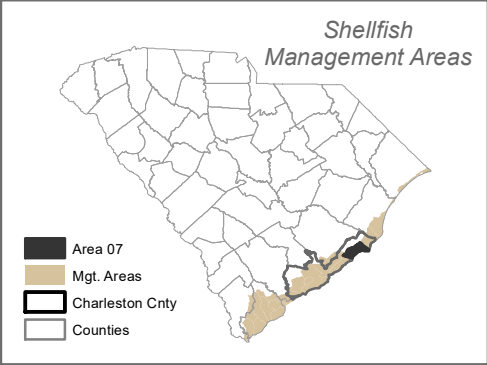 Shellfish
Management Areas
Area 07
Mgt. Areas
Charleston Cnty
Counties